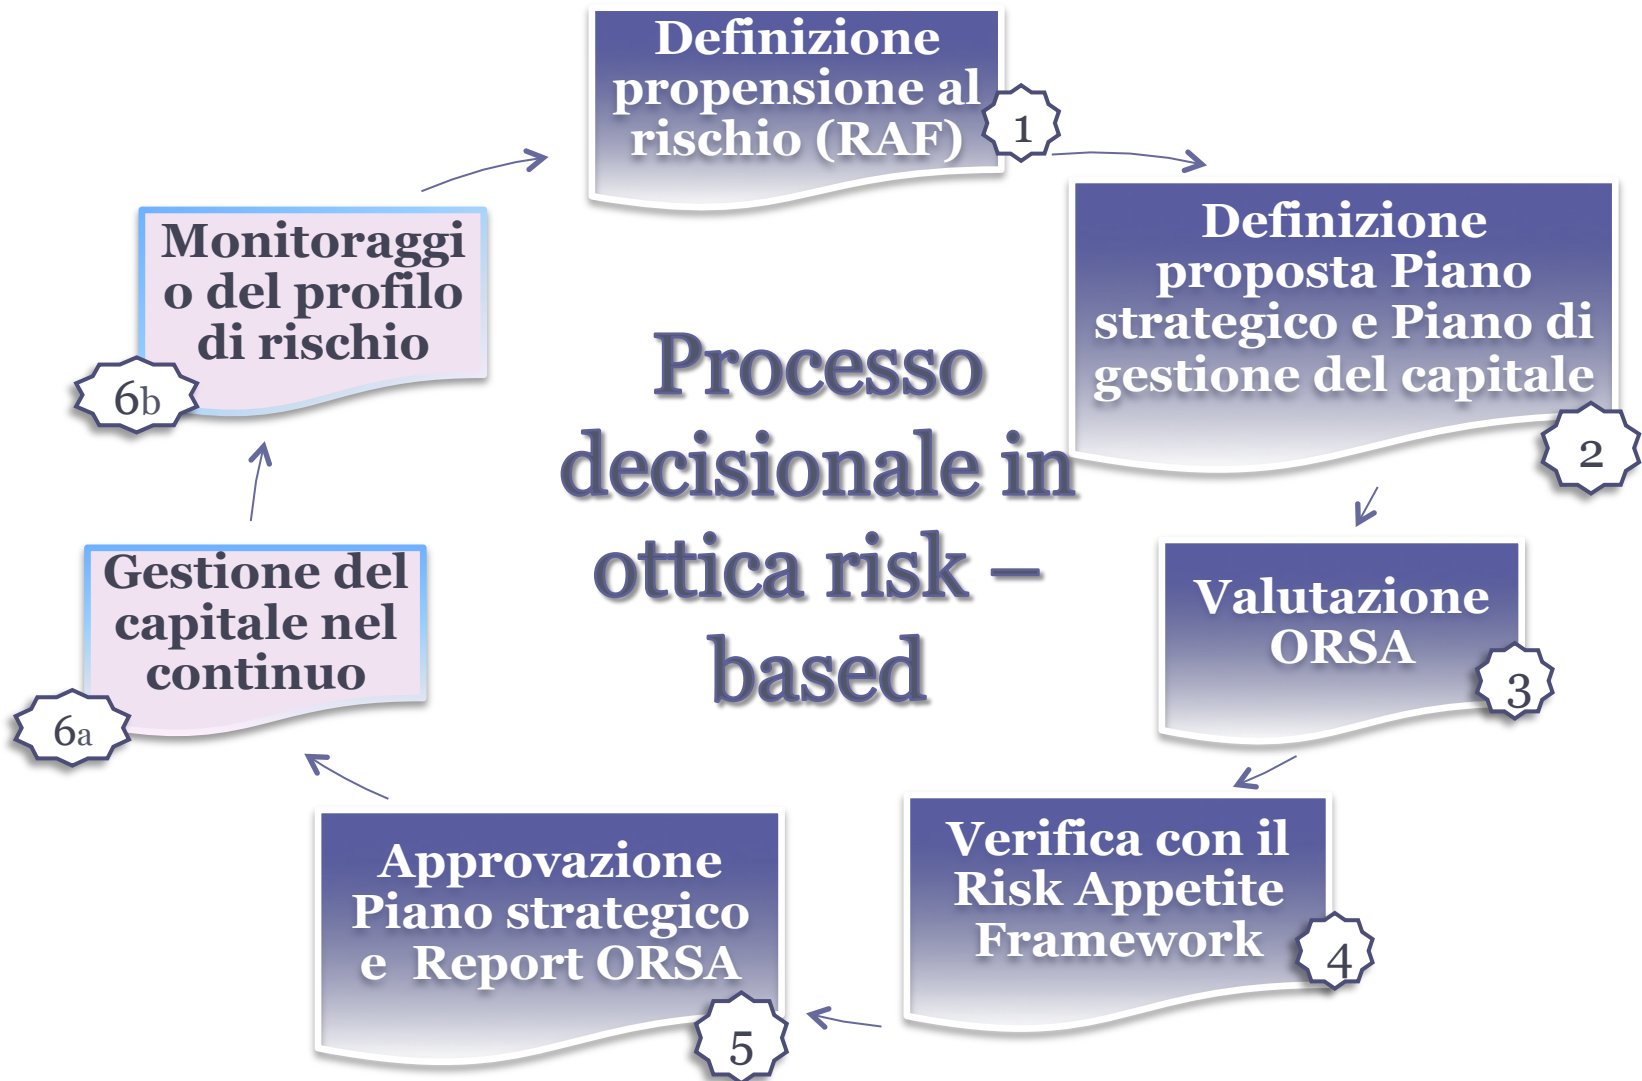 Definizione
propensione al
rischio (RAF)
1
Definizione
proposta Piano
strategico e Piano di
gestione del capitale
2
Valutazione
ORSA
3
Verifica con il
Risk Appetite
Framework
4
Approvazione
Piano strategico
e Report ORSA
5
Gestione del
capitale nel
continuo
6a
Monitoraggi
o del profilo
di rischio
6b
Processo
decisionale in
ottica risk –
based